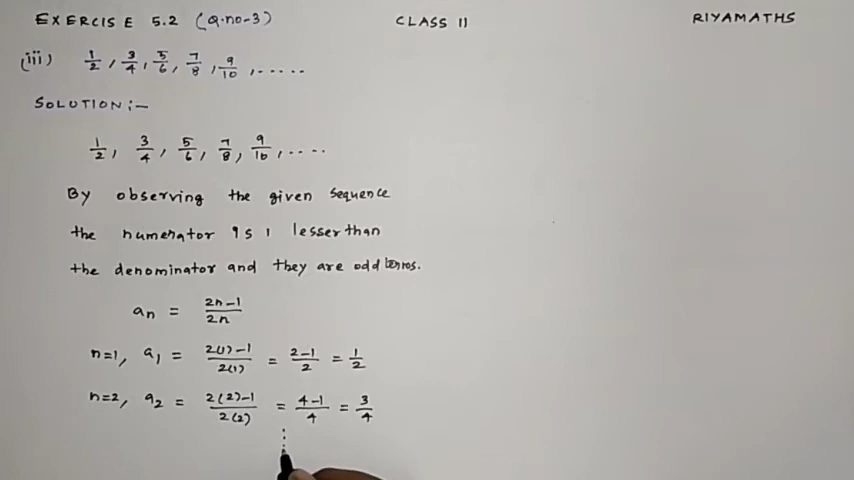 EXERCISE 5.2 (Q.no-3) CLASS 11 RIYAMATHS
(iii) 1/2, 3/4, 5/6, 7/8, 9/10, .....
SOLUTION:-
1/2, 3/4, 5/6, 7/8, 9/10, ....
By observing the given sequence
the numerator is 1 lesser than
the denominator and they are odd terms.
an = 2n-1/2n
n=1, a1 = 2(1)-1/2(1) = 2-1/2 = 1/2
n=2, a2 = 2(2)-1/2(2) = 4-1/4 = 3/4